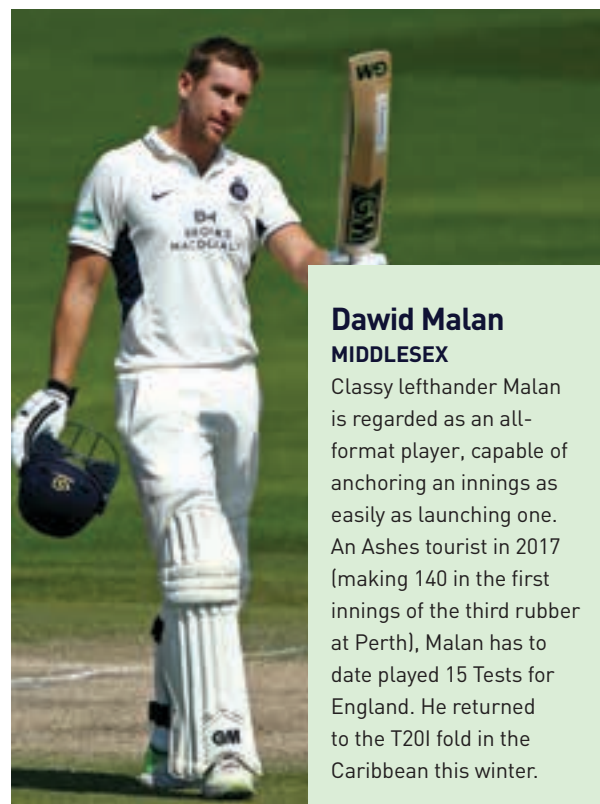 GM
GM
BROOKS
MACDONALD
GM
Dawid Malan
MIDDLESEX
Classy lefthander Malan
is regarded as an all-
format player, capable of
anchoring an innings as
easily as launching one.
An Ashes tourist in 2017
(making 140 in the first
innings of the third rubber
at Perth), Malan has to
date played 15 Tests for
England. He returned
to the T20I fold in the
Caribbean this winter.